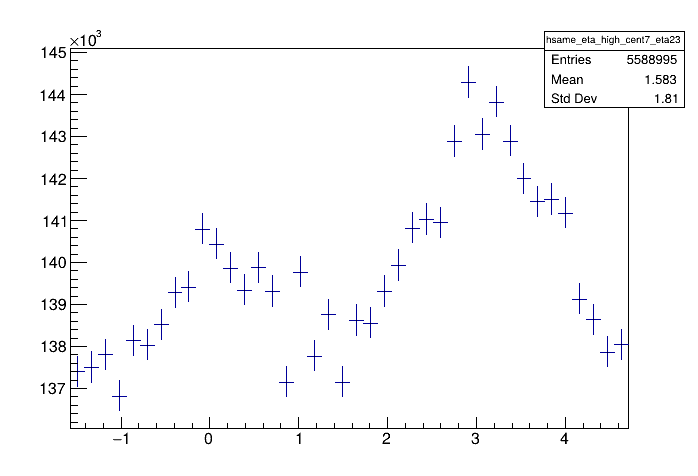 ×10³
hsame_eta_high_cent7_eta23
Entries 5588995
Mean 1.583
Std Dev 1.81
145
144
143
142
141
140
139
138
137
−1 0 1 2 3 4